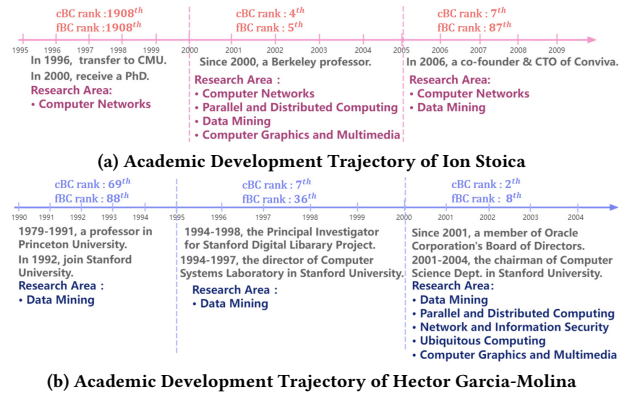 cBC rank :1908th cBC rank : 4th cBC rank : 7th
fBC rank :1908th fBC rank : 5th fBC rank : 87th
1995 1996 1997 1998 1999 2000 2001 2002 2003 2004 2005 2006 2007 2008 2009
In 1996, transfer to CMU.
In 2000, receive a PhD.
Research Area:
• Computer Networks
Since 2000, a Berkeley professor.
Research Area :
• Computer Networks
• Parallel and Distributed Computing
• Data Mining
• Computer Graphics and Multimedia
In 2006, a co-founder & CTO of Conviva.
Research Area:
• Computer Networks
• Data Mining
(a) Academic Development Trajectory of Ion Stoica
cBC rank : 69th cBC rank : 7th cBC rank : 2th
fBC rank : 88th fBC rank : 36th fBC rank : 8th
1990 1991 1992 1993 1994 1995 1996 1997 1998 1999 2000 2001 2002 2003 2004
1979-1991, a professor in
Princeton University.
In 1992, join Stanford
University.
Research Area :
• Data Mining
1994-1998, the Principal Investigator
for Stanford Digital Libarary Project.
1994-1997, the director of Computer
Systems Laboratory in Stanford University.
Research Area :
• Data Mining
Since 2001, a member of Oracle
Corporation's Board of Directors.
2001-2004, the chairman of Computer
Science Dept. in Stanford University.
Research Area :
• Data Mining
• Parallel and Distributed Computing
• Network and Information Security
• Ubiquitous Computing
• Computer Graphics and Multimedia
(b) Academic Development Trajectory of Hector Garcia-Molina